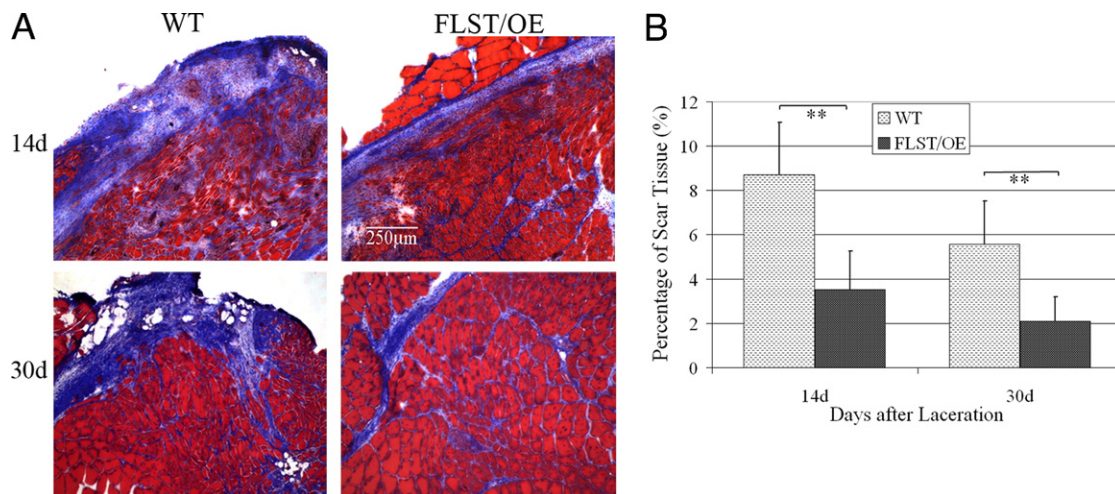 A
WT
FLST/OE
14d
250μm
30d
B
Percentage of Scar Tissue (%)
12
10
8
6
4
2
0
**
**
WT
FLST/OE
14d
30d
Days after Laceration